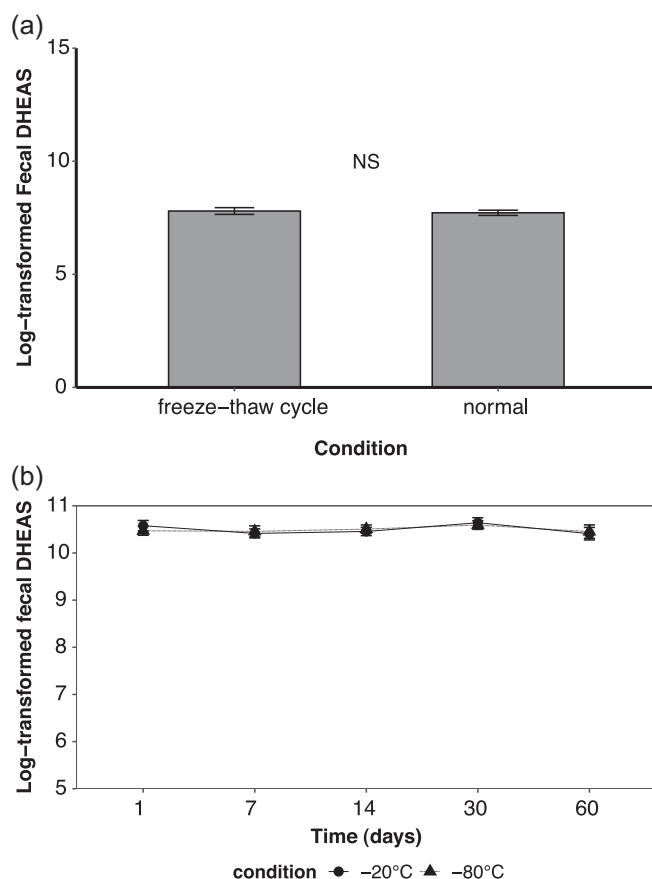 (a)
Log−transformed Fecal DHEAS
15
10
5
0
NS
freeze−thaw cycle
normal
Condition
(b)
Log−transformed fecal DHEAS
11
10
9
8
7
6
5
1 7 14 30 60
Time (days)
condition −20°C −80°C